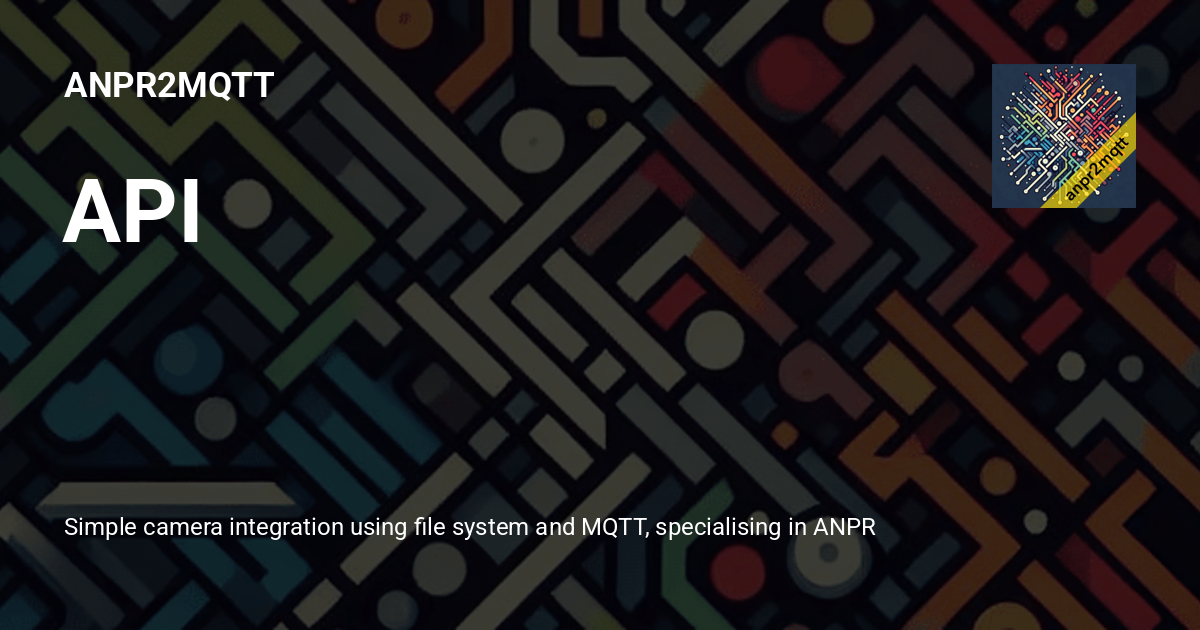 ANPR2MQTT
anpr2mqtt
API
Simple camera integration using file system and MQTT, specialising in ANPR